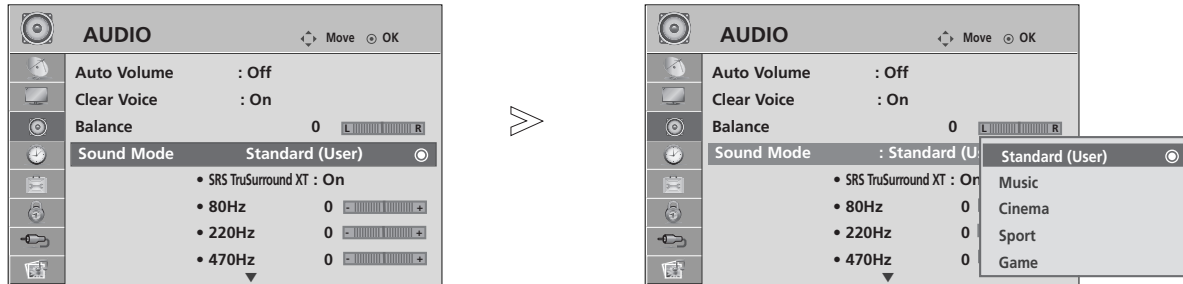 AUDIO
Move OK
Auto Volume : Off
Clear Voice : On
Balance 0 L R
Sound Mode Standard (User)
• SRS TruSurround XT : On
• 80Hz 0 - +
• 220Hz 0 - +
• 470Hz 0 - +
>
AUDIO
Move OK
Auto Volume : Off
Clear Voice : On
Balance 0 L R
Sound Mode : Standard (U
• SRS TruSurround XT : On
• 80Hz 0
• 220Hz 0
• 470Hz 0
Standard (User)
Music
Cinema
Sport
Game